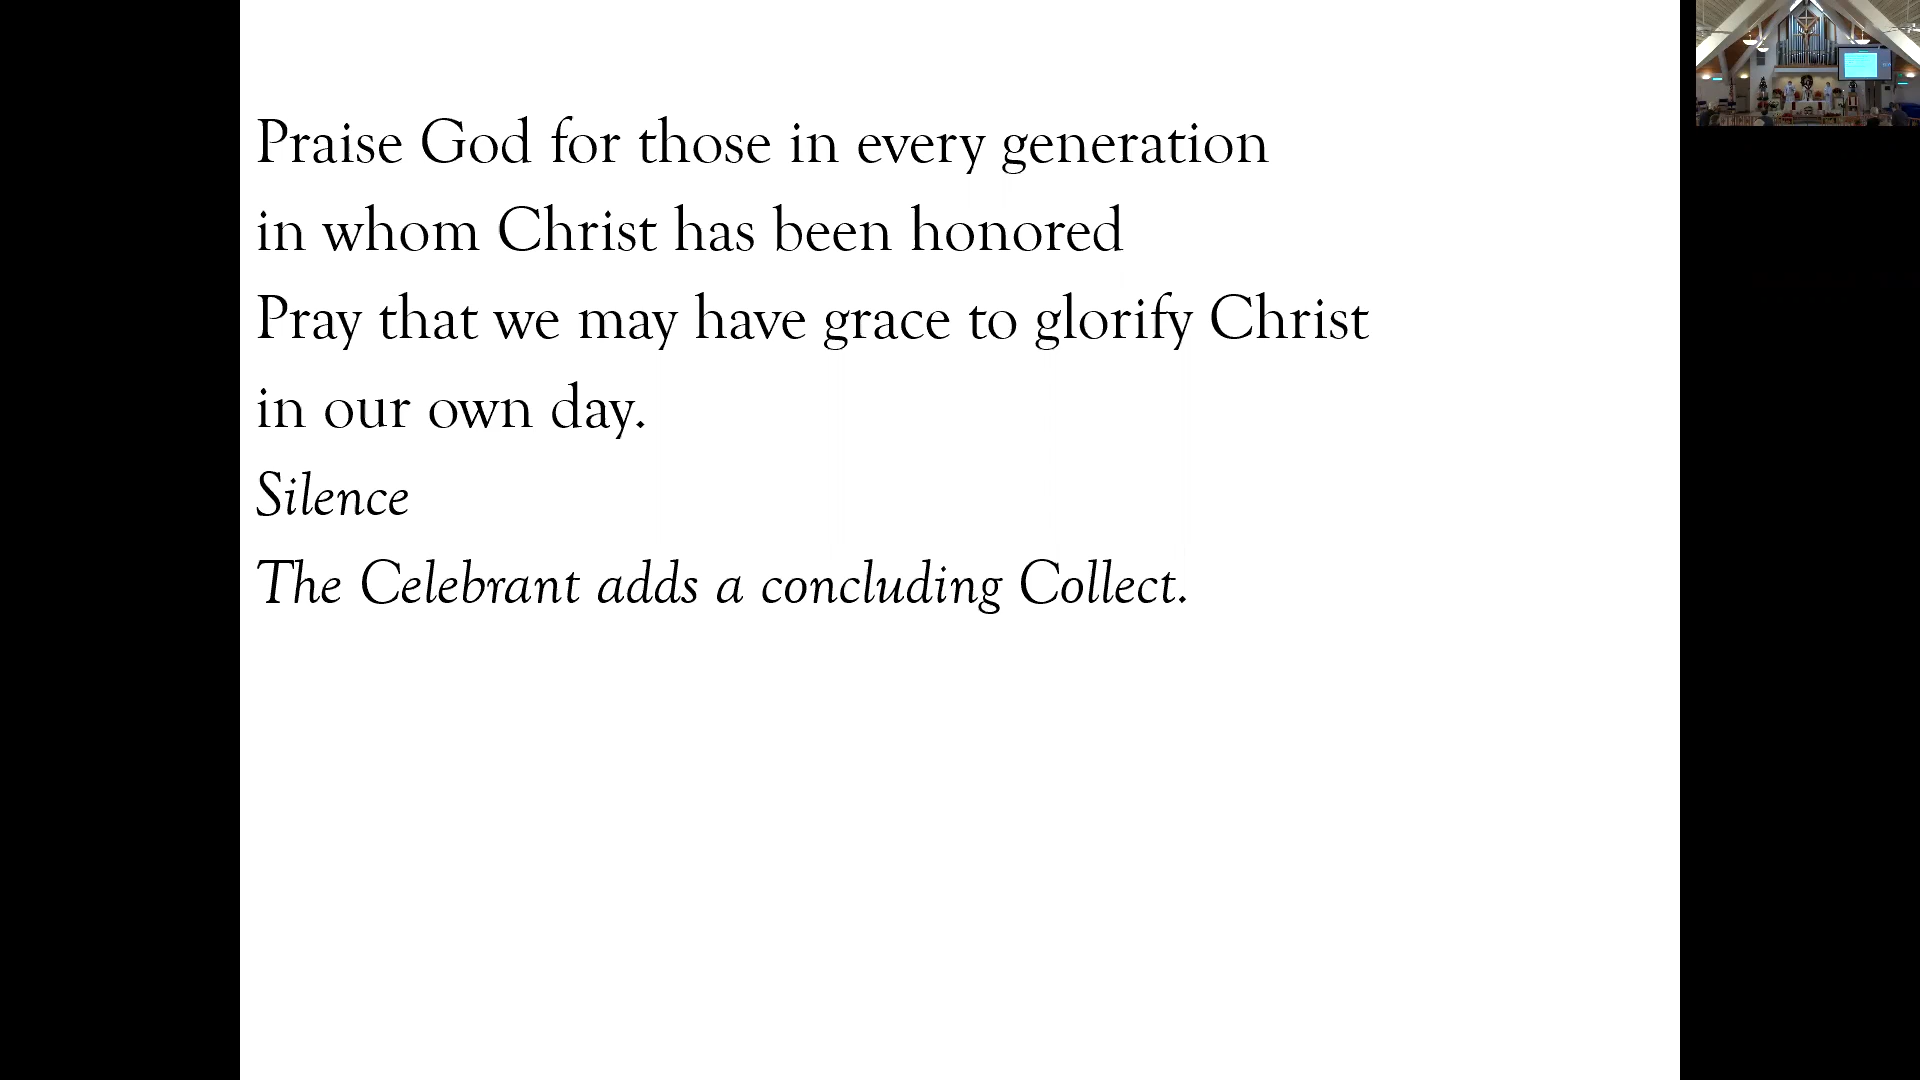 Praise God for those in every generation
in whom Christ has been honored
Pray that we may have grace to glorify Christ
in our own day.
Silence
The Celebrant adds a concluding Collect.